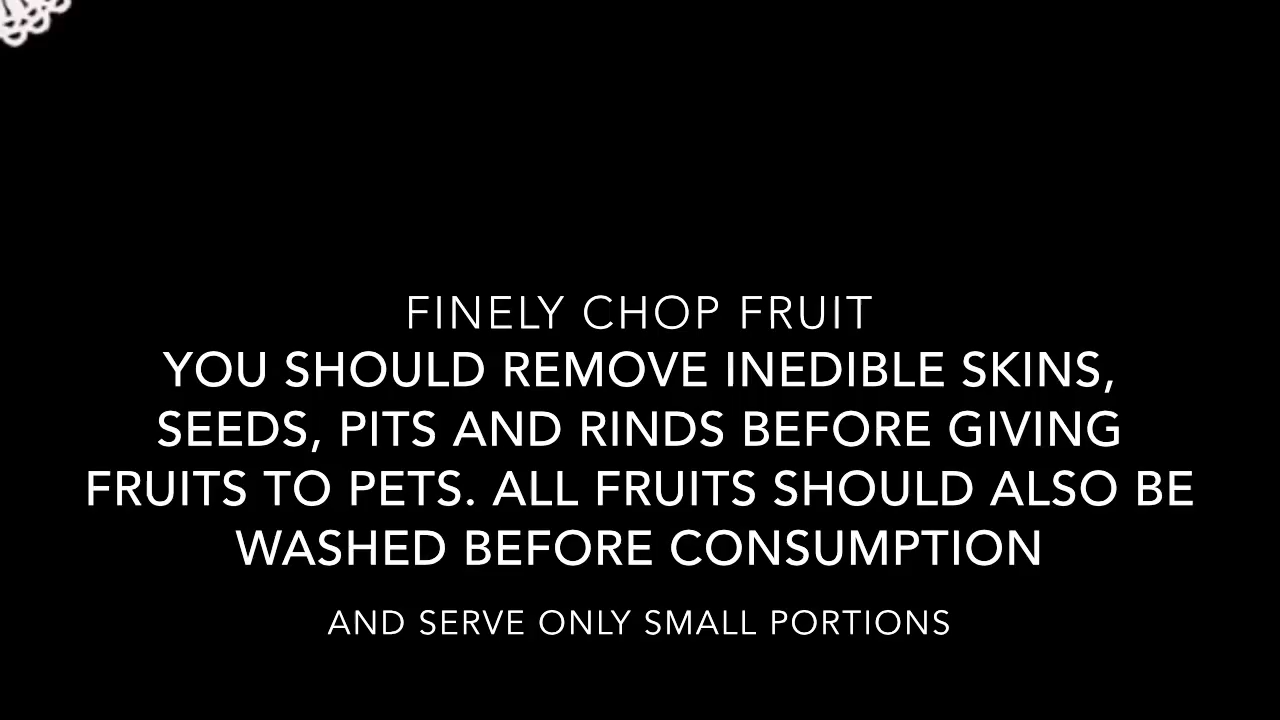 FINELY CHOP FRUIT
YOU SHOULD REMOVE INEDIBLE SKINS,
SEEDS, PITS AND RINDS BEFORE GIVING
FRUITS TO PETS. ALL FRUITS SHOULD ALSO BE
WASHED BEFORE CONSUMPTION
AND SERVE ONLY SMALL PORTIONS